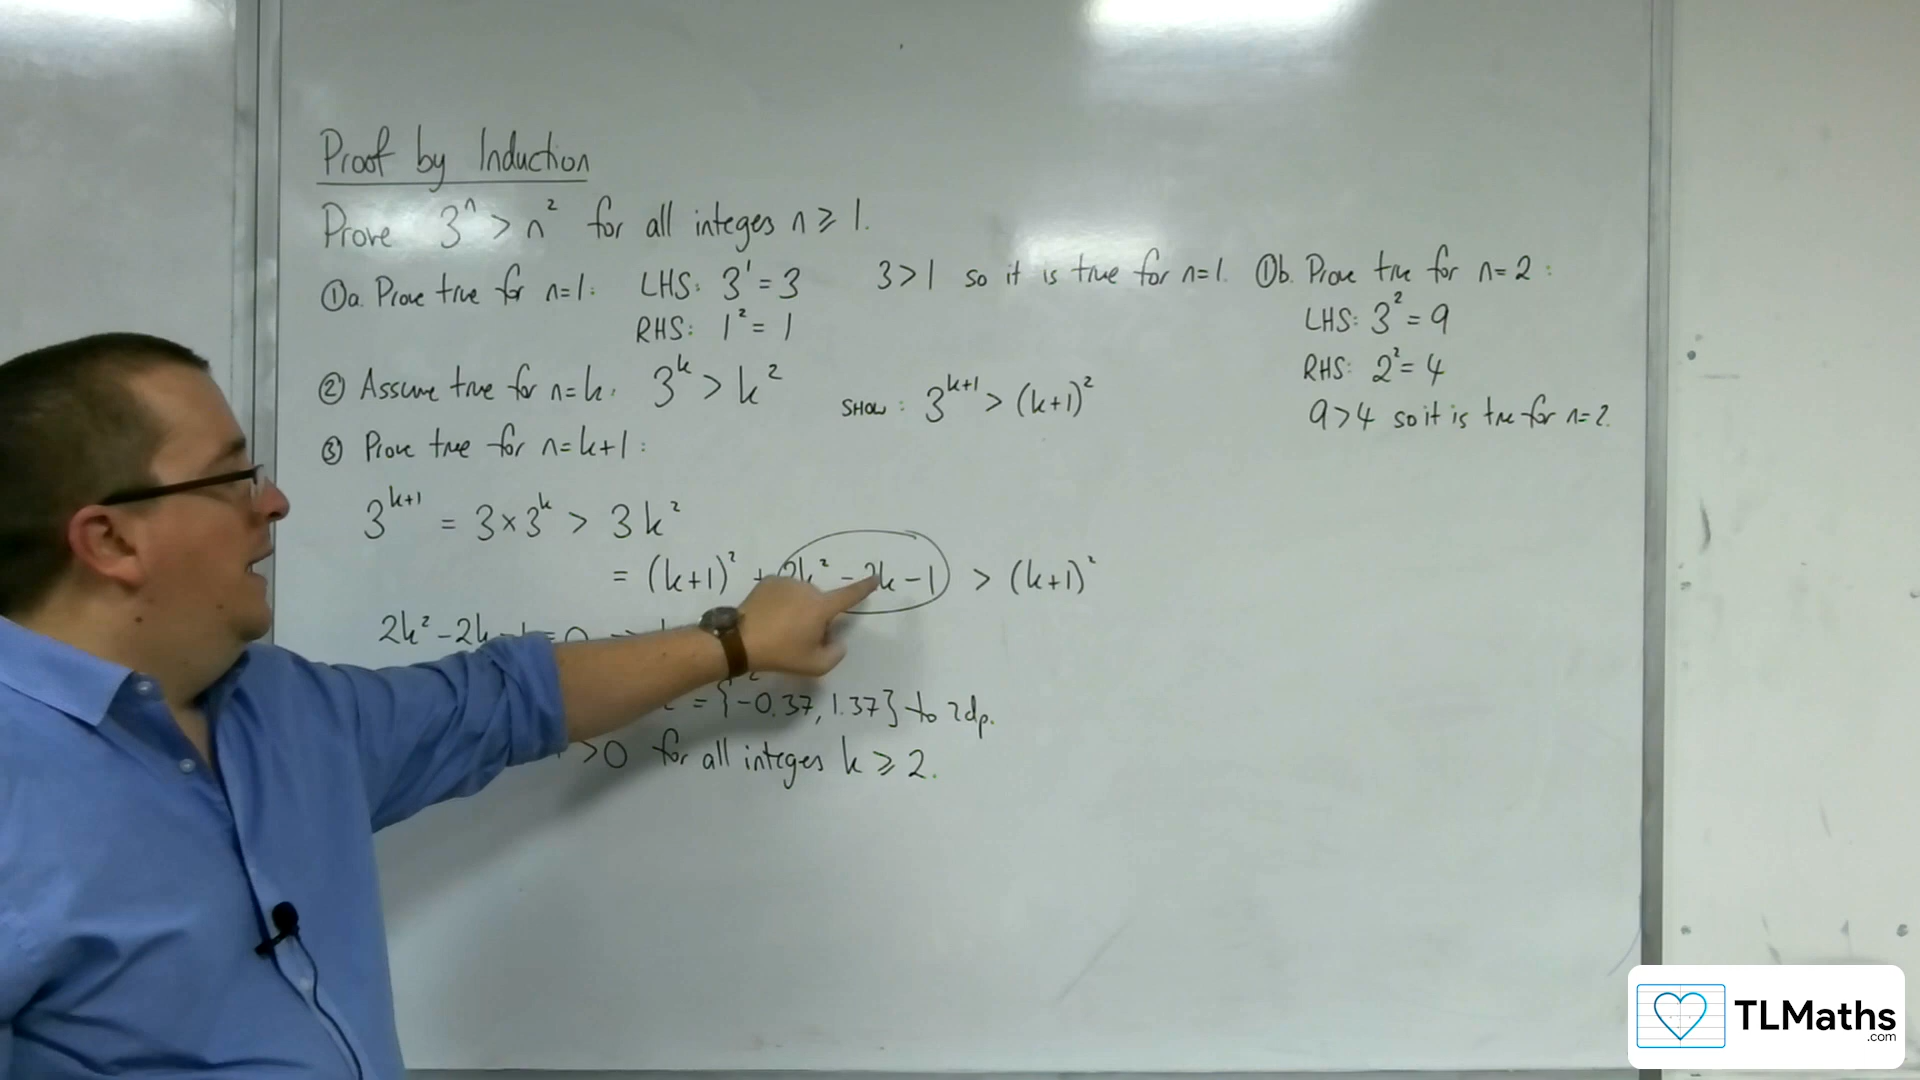 Proof by Induction
Prove 3ⁿ > n² for all integers n ≥ 1.
①a. Prove true for n=1: LHS: 3¹ = 3
RHS: 1² = 1
3 > 1 so it is true for n=1.
①b. Prove true for n=2:
LHS: 3² = 9
RHS: 2² = 4
9 > 4 so it is true for n=2.
② Assume true for n=k: 3ᵏ > k²
SHOW: 3ᵏ⁺¹ > (k+1)²
③ Prove true for n=k+1:
3ᵏ⁺¹ = 3×3ᵏ > 3k²
= (k+1)² + 2k² - 2k - 1 > (k+1)²
2k² - 2k
= {-0.37, 1.37} to 2dp.
>0 for all integers k ≥ 2.
TLMaths
.com